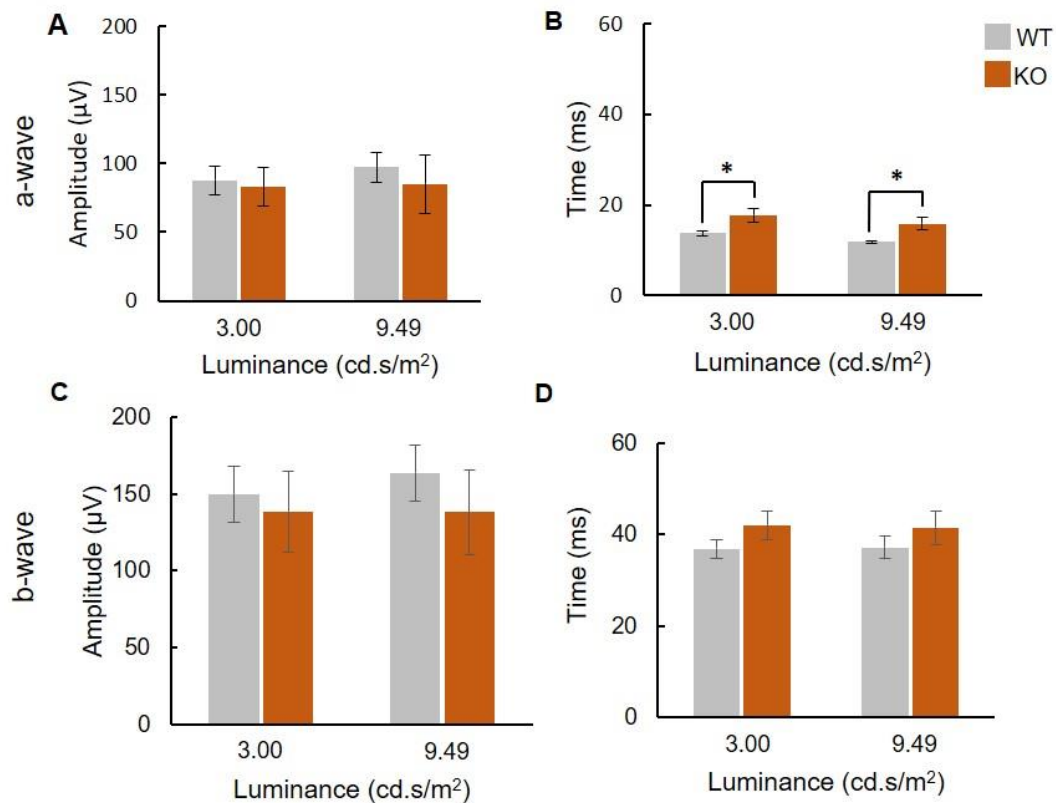 A
a-wave
Amplitude (µV)
200
150
100
50
0
3.00
9.49
Luminance (cd.s/m²)
B
Time (ms)
60
40
20
0
*
*
3.00
9.49
Luminance (cd.s/m²)
WT
KO
C
b-wave
Amplitude (µV)
200
150
100
50
0
3.00
9.49
Luminance (cd.s/m²)
D
Time (ms)
60
40
20
0
3.00
9.49
Luminance (cd.s/m²)